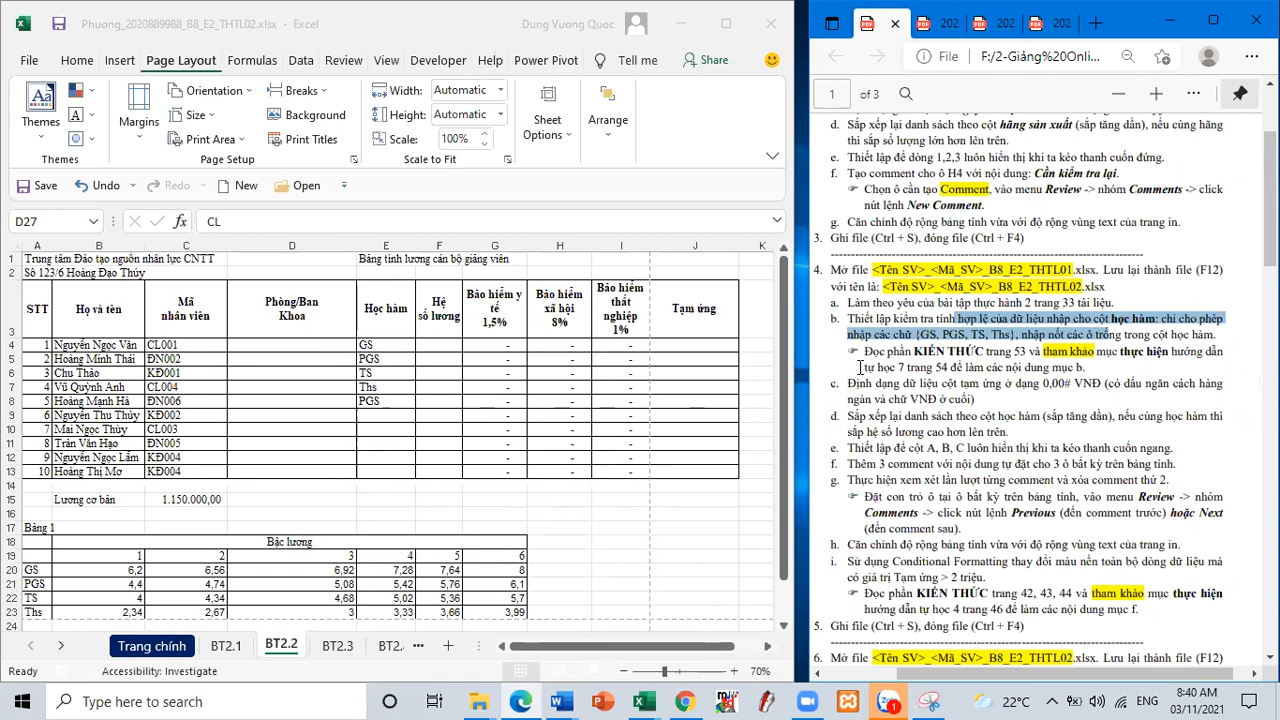 Phuong_2020889988_B8_E2_THTL02.xlsx - Excel
Dung Vuong Quoc
File Home Insert Page Layout Formulas Data Review View Developer Help Power Pivot Tell me Share
Themes
Margins
Orientation
Size
Print Area
Breaks
Background
Print Titles
Width: Automatic
Height: Automatic
Scale: 100%
Sheet Options
Arrange
Themes Page Setup Scale to Fit
Save Undo Redo New Open
D27 fx CL
A B C D E F G H I J K
1 Trung tâm Đào tạo nguồn nhân lực CNTT Bảng tính lương cán bộ giảng viên
2 Số 123/6 Hoàng Đạo Thúy
3 STT Họ và tên Mã nhân viên Phòng/Ban Khoa Học hàm Hệ số lương Bảo hiểm y tế 1,5% Bảo hiểm xã hội 8% Bảo hiểm thất nghiệp 1% Tạm ứng
4 1 Nguyễn Ngọc Vân CL001 GS - - -
5 2 Hoàng Minh Thái ĐN002 PGS - - -
6 3 Chu Thảo KĐ001 TS - - -
7 4 Vũ Quỳnh Anh CL004 Ths - - -
8 5 Hoàng Mạnh Hà ĐN006 PGS - - -
9 6 Nguyễn Thu Thủy KĐ002 - - -
10 7 Mai Ngọc Thúy CL003 - - -
11 8 Trần Văn Hạo ĐN005 - - -
12 9 Nguyễn Ngọc Lâm KĐ004 - - -
13 10 Hoàng Thị Mơ KĐ004 - - -
14
15 Lương cơ bản 1.150.000,00
16
17 Bảng 1
18 Bậc lương
19 1 2 3 4 5 6
20 GS 6,2 6,56 6,92 7,28 7,64 8
21 PGS 4,4 4,74 5,08 5,42 5,76 6,1
22 TS 4 4,34 4,68 5,02 5,36 5,7
23 Ths 2,34 2,67 3 3,33 3,66 3,99
24
Trang chính BT2.1 BT2.2 BT2.3 BT2. ...
Ready Accessibility: Investigate 70%
202 202 202
File F:/2-Giảng%20Onli...
1 of 3
d. Sắp xếp lại danh sách theo cột hãng sản xuất (sắp tăng dần), nếu cùng hãng
thì sắp số lượng lớn hơn lên trên.
e. Thiết lập để dòng 1,2,3 luôn hiển thị khi ta kéo thanh cuốn đứng.
f. Tạo comment cho ô H4 với nội dung: Cần kiểm tra lại.
☞ Chọn ô cần tạo Comment, vào menu Review -> nhóm Comments -> click
nút lệnh New Comment.
g. Căn chỉnh độ rộng bảng tính vừa với độ rộng vùng text của trang in.
3. Ghi file (Ctrl + S), đóng file (Ctrl + F4)
4. Mở file <Tên SV>_<Mã_SV>_B8_E2_THTL01.xlsx. Lưu lại thành file (F12)
với tên là: <Tên SV>_<Mã_SV>_B8_E2_THTL02.xlsx
a. Làm theo yêu của bài tập thực hành 2 trang 33 tài liệu.
b. Thiết lập kiểm tra tính hợp lệ của dữ liệu nhập cho cột học hàm: chỉ cho phép
nhập các chữ {GS, PGS, TS, Ths}, nhập nốt các ô trống trong cột học hàm.
☞ Đọc phần KIẾN THỨC trang 53 và tham khảo mục thực hiện hướng dẫn
tự học 7 trang 54 để làm các nội dung mục b.
c. Định dạng dữ liệu cột tạm ứng ở dạng 0,00# VNĐ (có dấu ngăn cách hàng
ngàn và chữ VNĐ ở cuối)
d. Sắp xếp lại danh sách theo cột học hàm (sắp tăng dần), nếu cùng học hàm thì
sắp hệ số lương cao hơn lên trên.
e. Thiết lập để cột A, B, C luôn hiển thị khi ta kéo thanh cuốn ngang.
f. Thêm 3 comment với nội dung tự đặt cho 3 ô bất kỳ trên bảng tính.
g. Thực hiện xem xét lần lượt từng comment và xóa comment thứ 2.
☞ Đặt con trỏ ô tại ô bất kỳ trên bảng tính, vào menu Review -> nhóm
Comments -> click nút lệnh Previous (đến comment trước) hoặc Next
(đến comment sau).
h. Căn chỉnh độ rộng bảng tính vừa với độ rộng vùng text của trang in.
i. Sử dụng Conditional Formatting thay đổi màu nền toàn bộ dòng dữ liệu mà
có giá trị Tạm ứng > 2 triệu.
☞ Đọc phần KIẾN THỨC trang 42, 43, 44 và tham khảo mục thực hiện
hướng dẫn tự học 4 trang 46 để làm các nội dung mục f.
5. Ghi file (Ctrl + S), đóng file (Ctrl + F4)
6. Mở file <Tên SV>_<Mã_SV>_B8_E2_THTL02.xlsx. Lưu lại thành file (F12)
Type here to search
22°C ENG
8:40 AM
03/11/2021